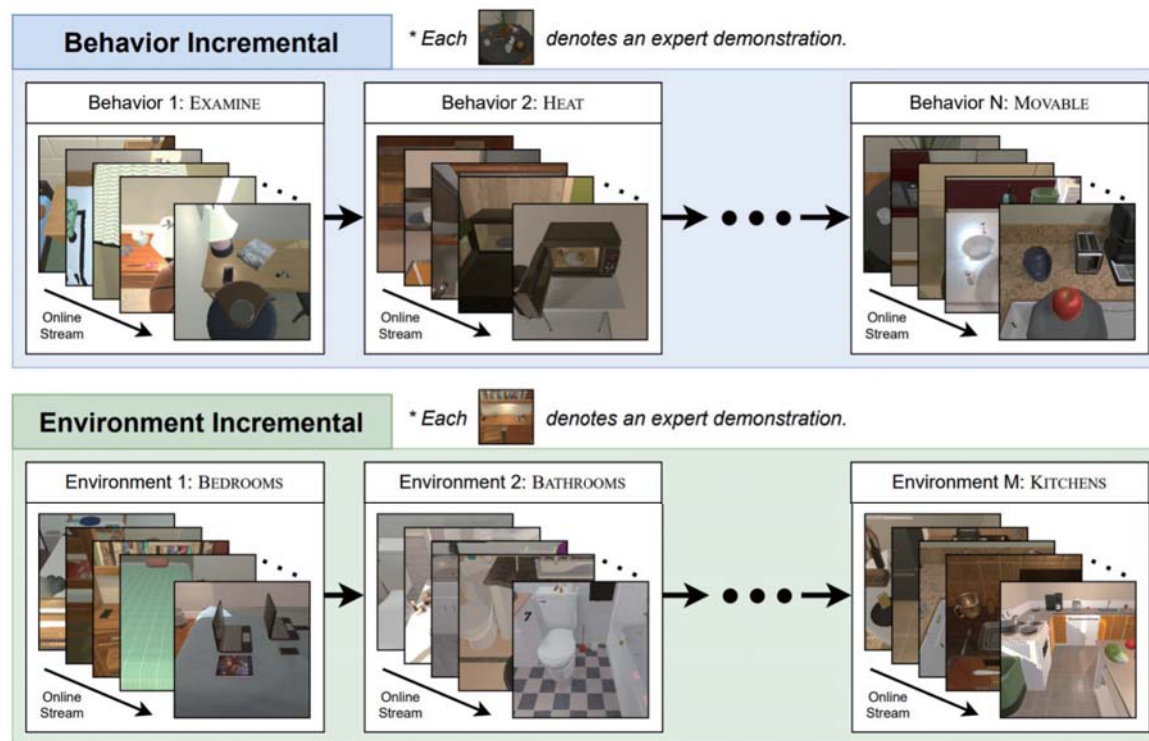 Behavior Incremental
* Each denotes an expert demonstration.
Behavior 1: EXAMINE
Behavior 2: HEAT
Behavior N: MOVABLE
Online
Stream
Online
Stream
Online
Stream
Environment Incremental
* Each denotes an expert demonstration.
Environment 1: BEDROOMS
Environment 2: BATHROOMS
Environment M: KITCHENS
Online
Stream
Online
Stream
Online
Stream